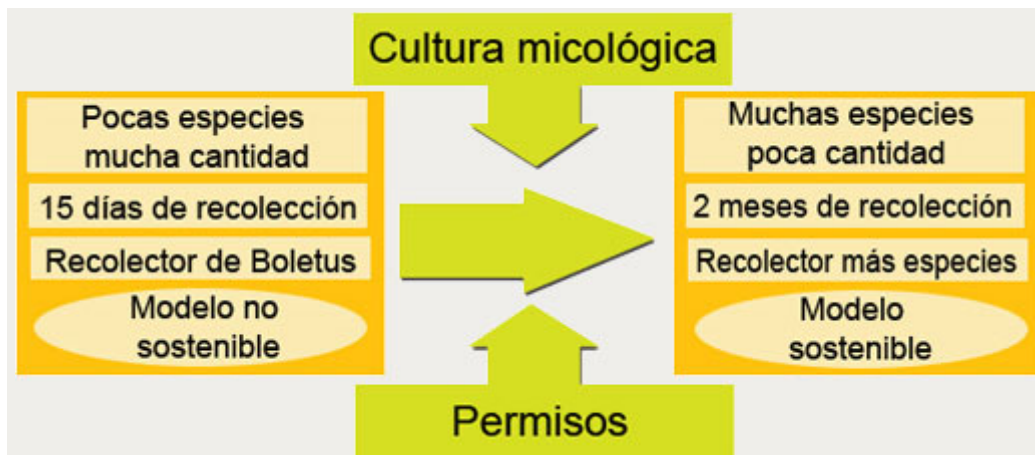 Cultura micológica
Pocas especies
mucha cantidad
15 días de recolección
Recolector de Boletus
Modelo no
sostenible
Muchas especies
poca cantidad
2 meses de recolección
Recolector más especies
Modelo
sostenible
Permisos